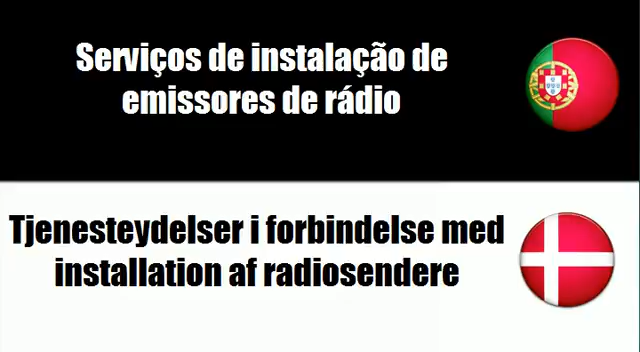 Serviços de instalação de
emissores de rádio
Tjenesteydelser i forbindelse med
installation af radiosendere